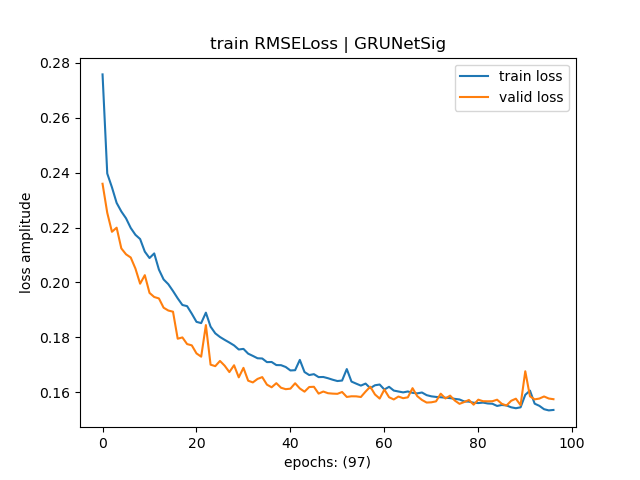 train RMSELoss | GRUNetSig
train loss
valid loss
loss amplitude
0.28
0.26
0.24
0.22
0.20
0.18
0.16
0 20 40 60 80 100
epochs: (97)